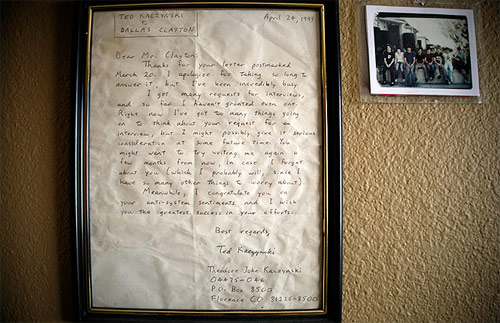 TED KACZYNSKI
to
DALLAS CLAYTON
April 24, 1999
Dear Mr. Clayton:
Thanks for your letter postmarked
March 20. I apologize for taking so long to
answer it, but I've been incredibly busy.
I get many requests for interviews
and so far I haven't granted even one.
Right now I've got too many things going
on to think about your request for an
interview, but I might possibly give it serious
consideration at some future time. You
might want to try writing me again a
few months from now, in case I forget
about you (which I probably will, since I
have so many other things to worry about).
Meanwhile, I congratulate you on
your anti-system sentiments and I wish
you the greatest success in your efforts.
Best regards,
Ted Kaczynski
Theodore John Kaczynski
04475-046
P.O. Box 8500
Florence CO 81226-8500